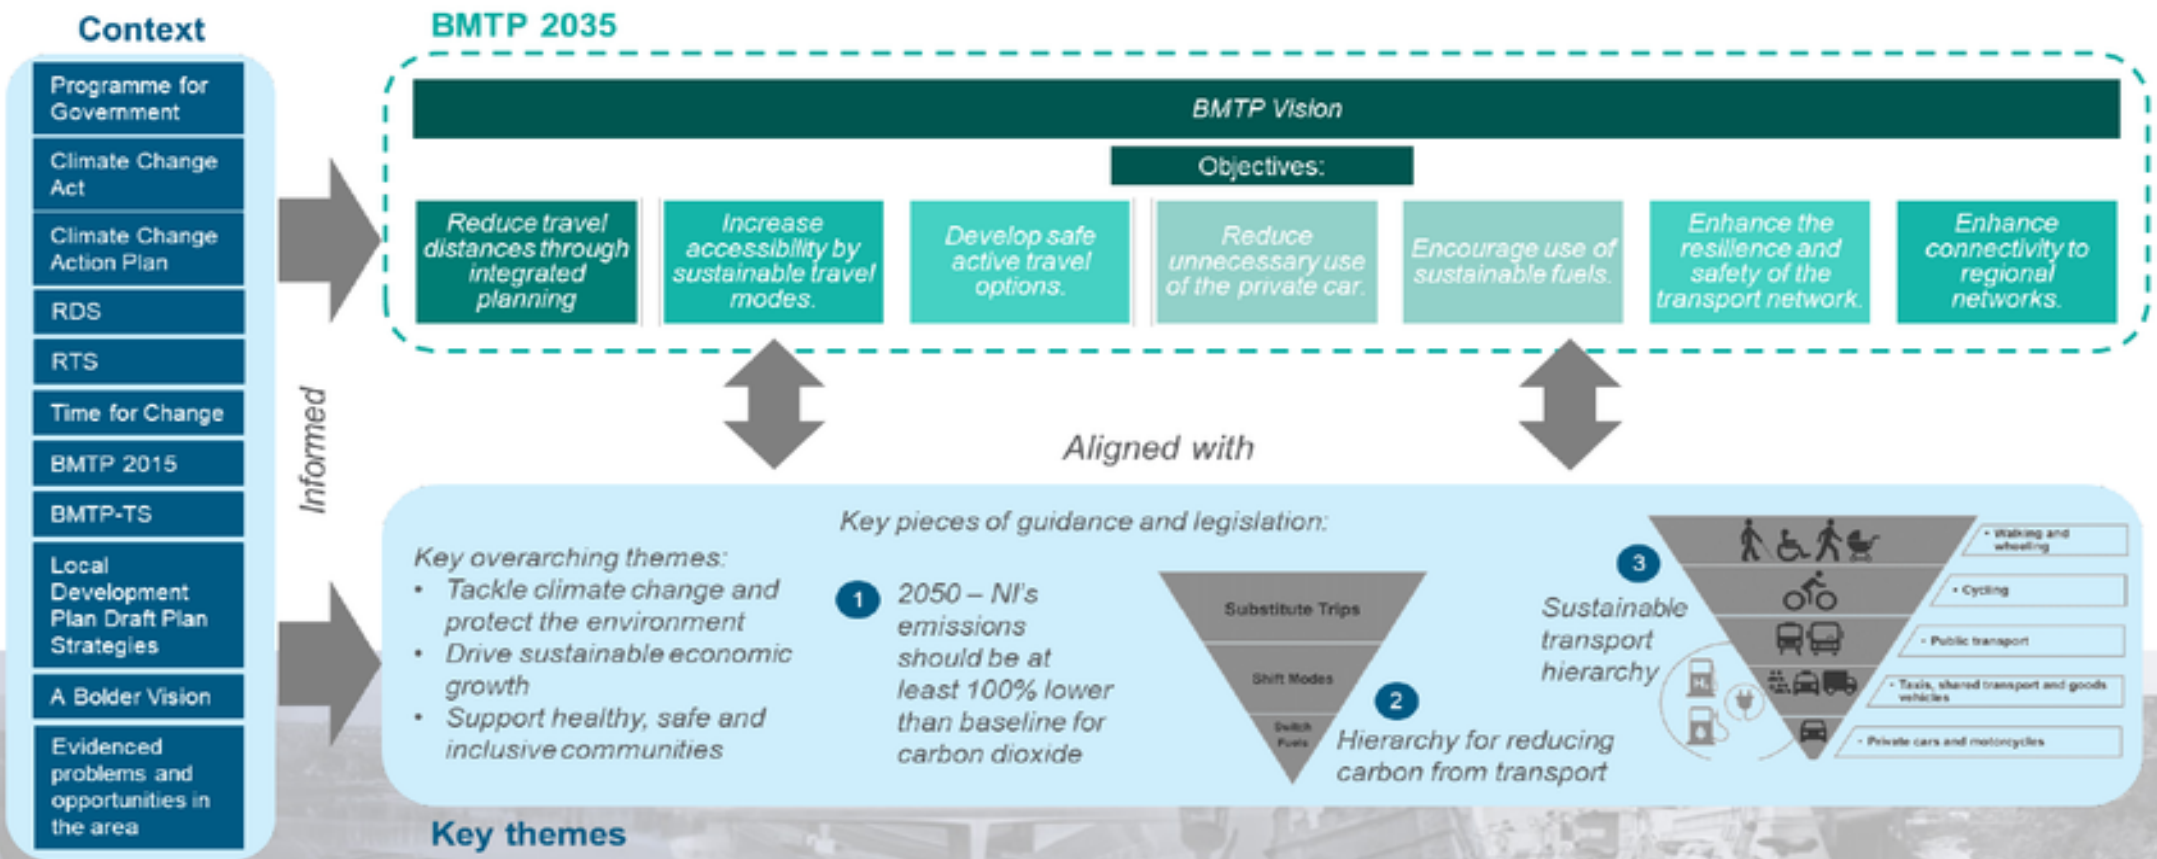 Context
Programme for
Government
Climate Change
Act
Climate Change
Action Plan
RDS
RTS
Time for Change
BMTP 2015
BMTP-TS
Local
Development
Plan Draft Plan
Strategies
A Bolder Vision
Evidenced
problems and
opportunities in
the area
Informed
BMTP 2035
BMTP Vision
Objectives:
Reduce travel
distances through
integrated
planning
Increase
accessibility by
sustainable travel
modes.
Develop safe
active travel
options.
Reduce
unnecessary use
of the private car.
Encourage use of
sustainable fuels.
Enhance the
resilience and
safety of the
transport network.
Enhance
connectivity to
regional
networks.
Aligned with
Key pieces of guidance and legislation:
Key overarching themes:
• Tackle climate change and
protect the environment
• Drive sustainable economic
growth
• Support healthy, safe and
inclusive communities
1
2050 – NI's
emissions
should be at
least 100% lower
than baseline for
carbon dioxide
Substitute Trips
Shift Modes
Switch
Fuels
2
Hierarchy for reducing
carbon from transport
3
Sustainable
transport
hierarchy
H₂
• Walking and
wheeling
• Cycling
• Public transport
• Taxis, shared transport and goods
vehicles
• Private cars and motorcycles
Key themes